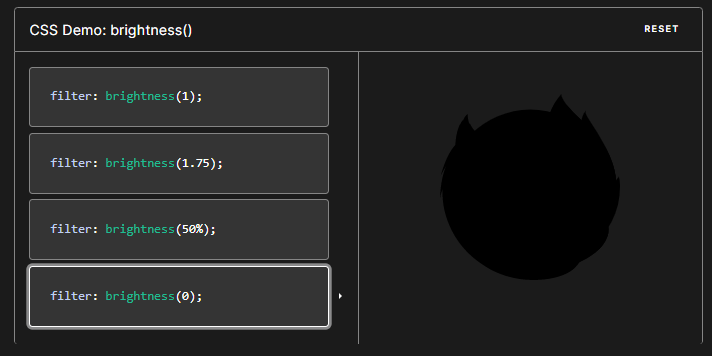 CSS Demo: brightness()
RESET
filter: brightness(1);
filter: brightness(1.75);
filter: brightness(50%);
filter: brightness(0);